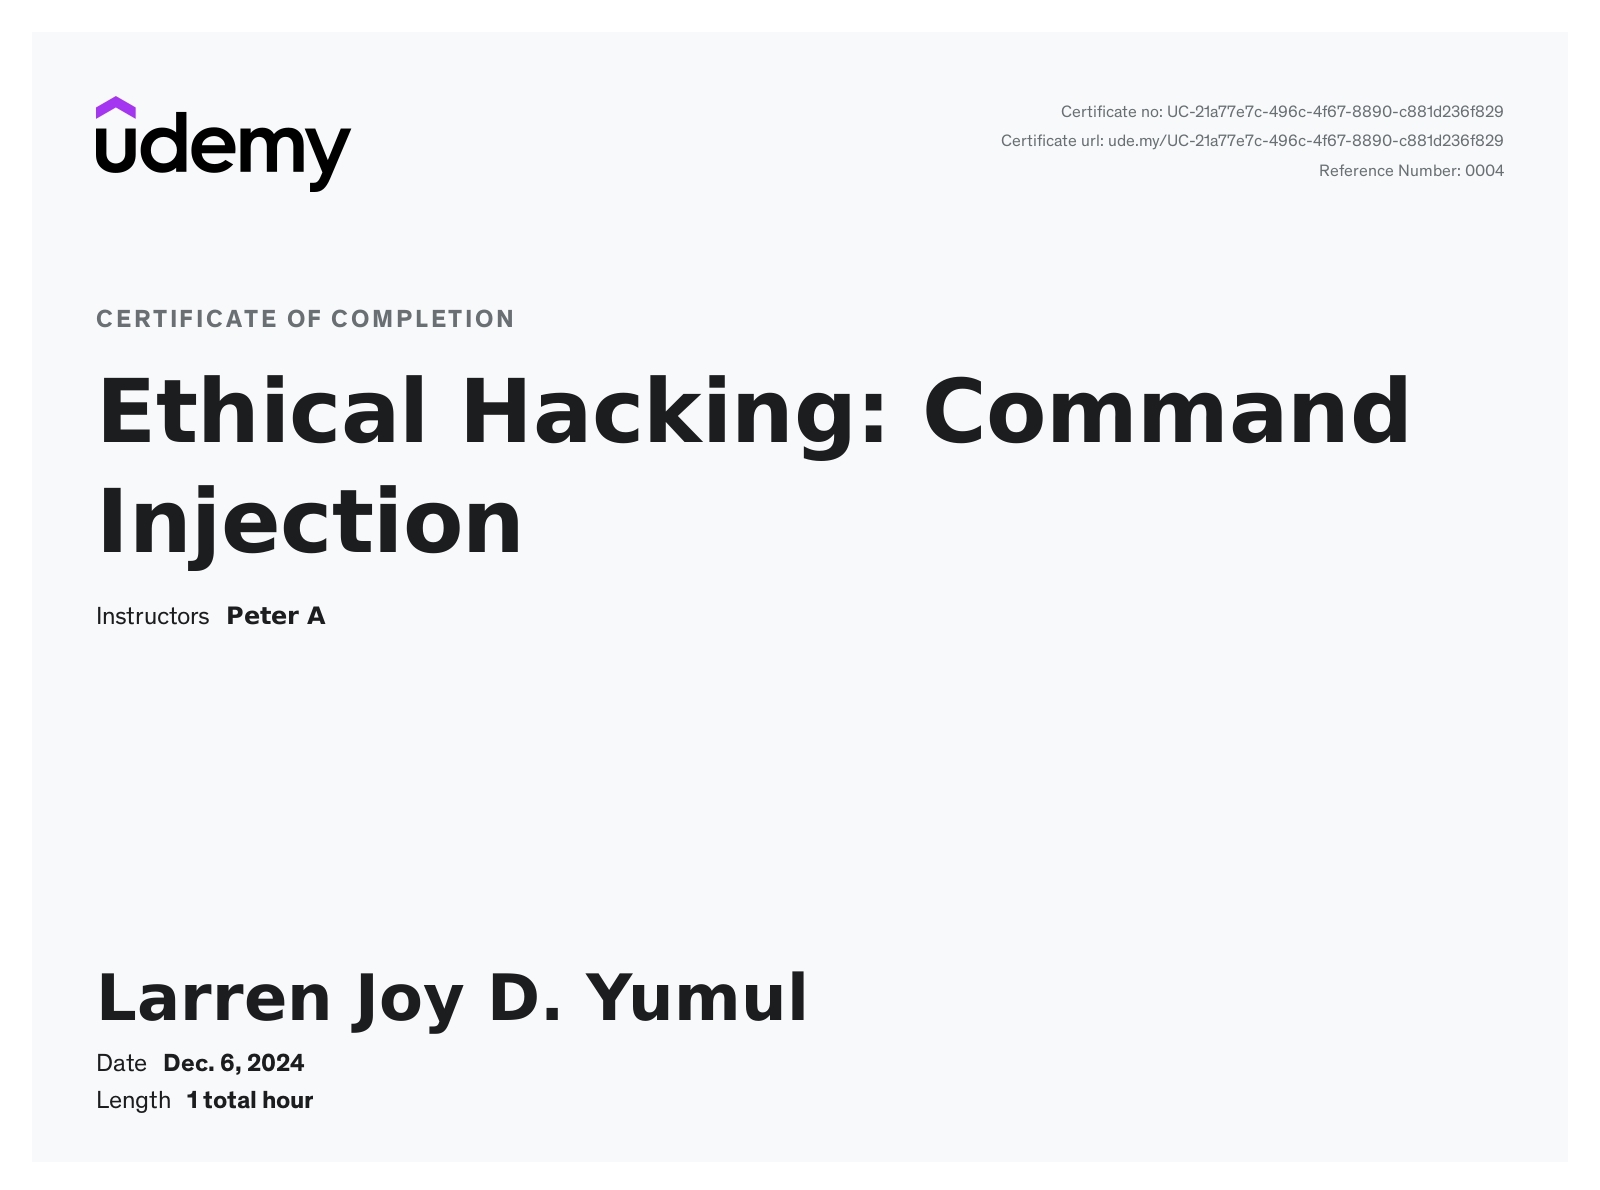 udemy
Certificate no: UC-21a77e7c-496c-4f67-8890-c881d236f829
Certificate url: ude.my/UC-21a77e7c-496c-4f67-8890-c881d236f829
Reference Number: 0004
CERTIFICATE OF COMPLETION
Ethical Hacking: Command
Injection
Instructors Peter A
Larren Joy D. Yumul
Date Dec. 6, 2024
Length 1 total hour